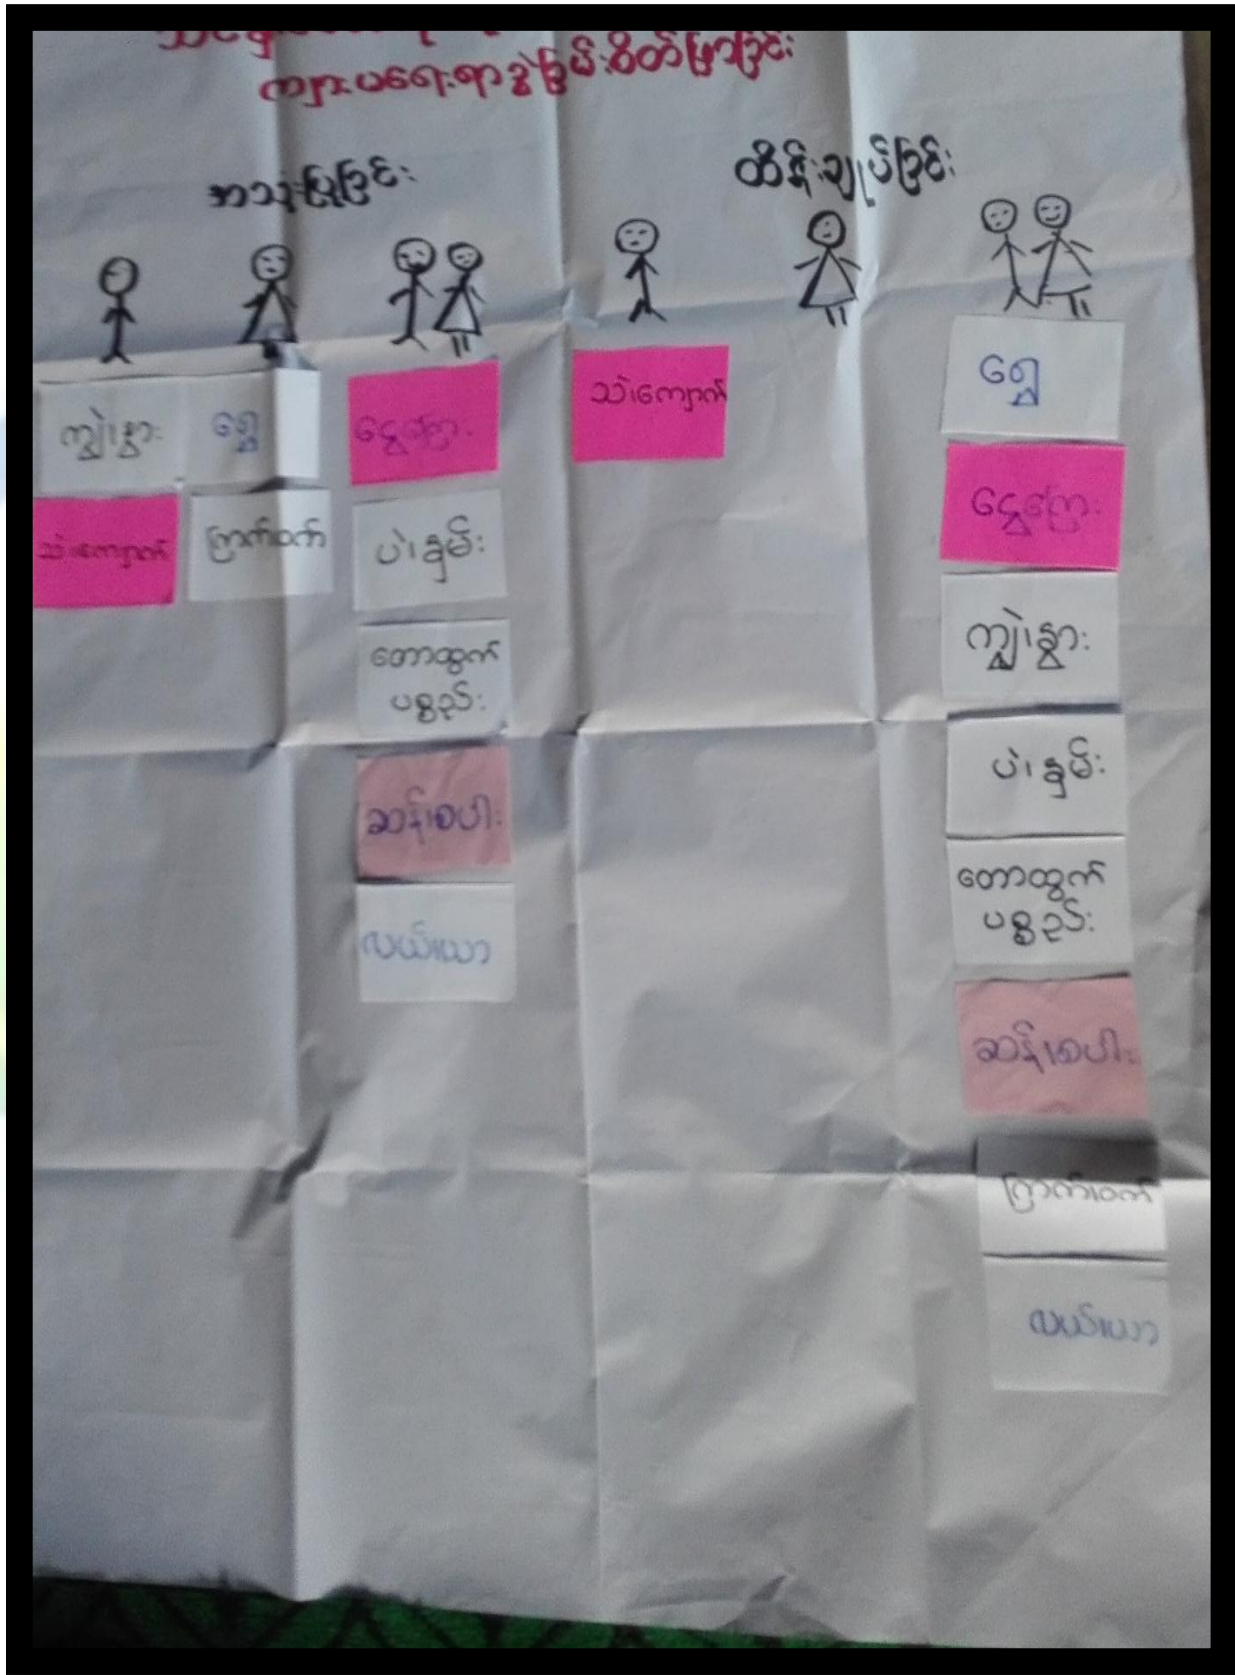 ကျား၊မရေးရာခွဲခြမ်းစိတ်ဖြာခြင်း
အသုံးပြုခြင်း
ထိန်းချုပ်ခြင်း
ကျွဲ၊နွား
ရွှေ
ငွေကြေး
သဲ၊ကျောက်
ရွှေ
သဲ၊ကျောက်
ကြက်၊ဝက်
ပဲ၊နှမ်း
ငွေကြေး
တောထွက်
ပစ္စည်း
ကျွဲ၊နွား
ဆန်၊စပါး
ပဲ၊နှမ်း
လယ်၊ယာ
တောထွက်
ပစ္စည်း
ဆန်၊စပါး
ကြက်၊ဝက်
လယ်၊ယာ